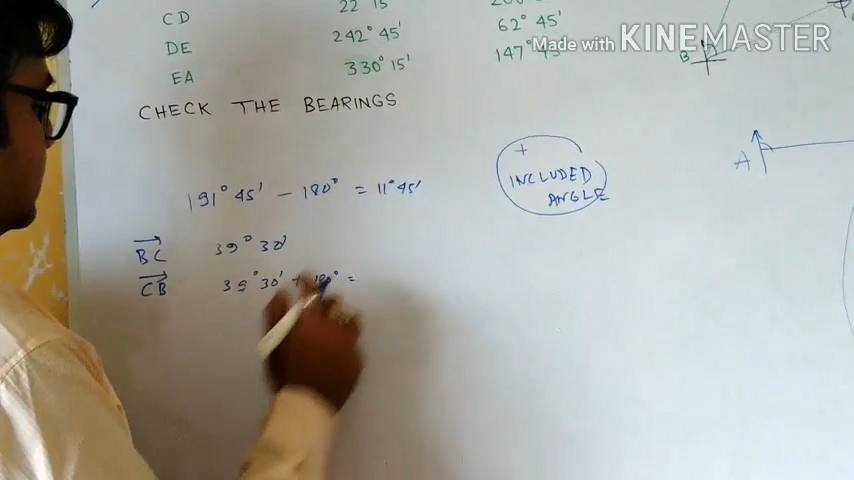 CD 22° 15'
DE 242° 45' 62° 45'
Made with KINEMASTER
EA 330° 15' 147° 45'
B
CHECK THE BEARINGS
+
INCLUDED
ANGLE
A
191° 45' - 180° = 11° 45'
BC 39° 30'
CB 39° 30' + 180° =